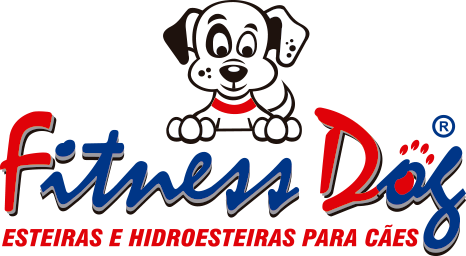 Fitness Dog ®
ESTEIRAS E HIDROESTEIRAS PARA CÃES